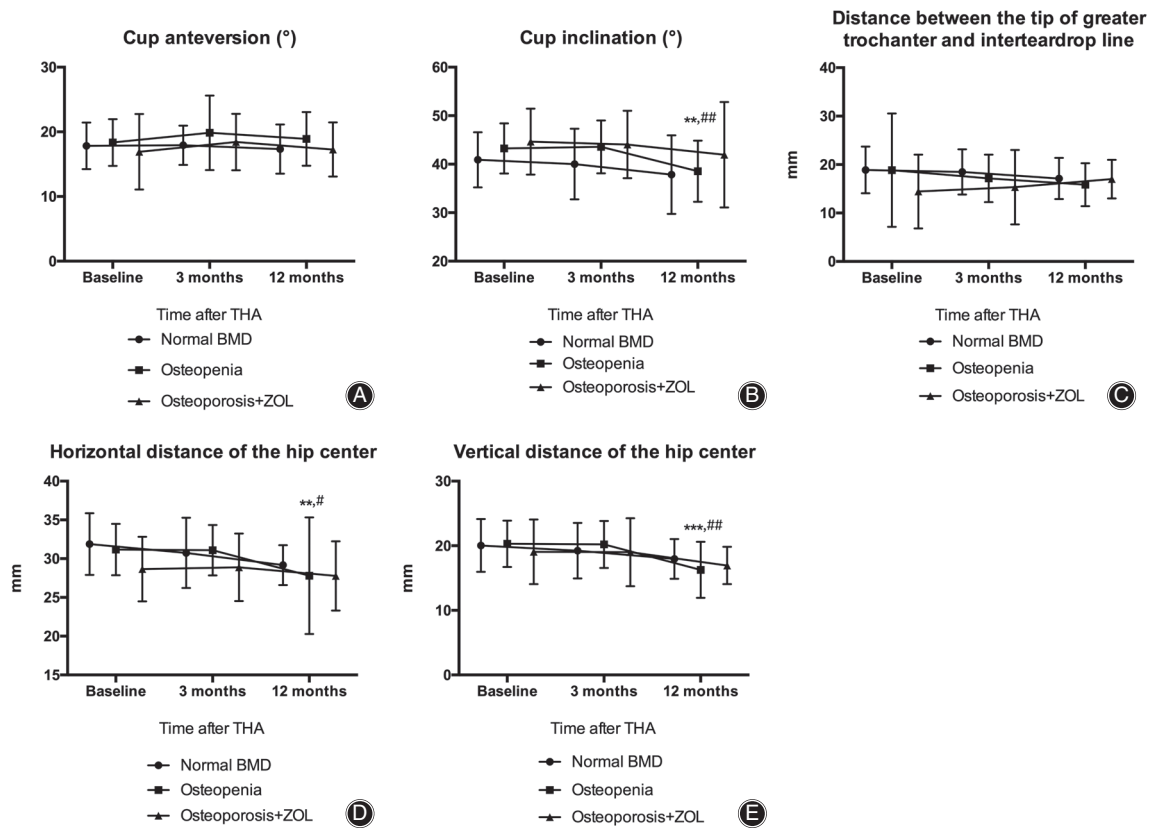 Cup anteversion (°)
30
20
10
0
Baseline 3 months 12 months
Time after THA
Normal BMD
Osteopenia
Osteoporosis+ZOL
A
Cup inclination (°)
60
50
40
30
20
**,##
Baseline 3 months 12 months
Time after THA
Normal BMD
Osteopenia
Osteoporosis+ZOL
B
Distance between the tip of greater
trochanter and interteardrop line
mm
40
30
20
10
0
Baseline 3 months 12 months
Time after THA
Normal BMD
Osteopenia
Osteoporosis+ZOL
C
Horizontal distance of the hip center
mm
40
35
30
25
20
15
**,#
Baseline 3 months 12 months
Time after THA
Normal BMD
Osteopenia
Osteoporosis+ZOL
D
Vertical distance of the hip center
mm
30
20
10
0
***,##
Baseline 3 months 12 months
Time after THA
Normal BMD
Osteopenia
Osteoporosis+ZOL
E